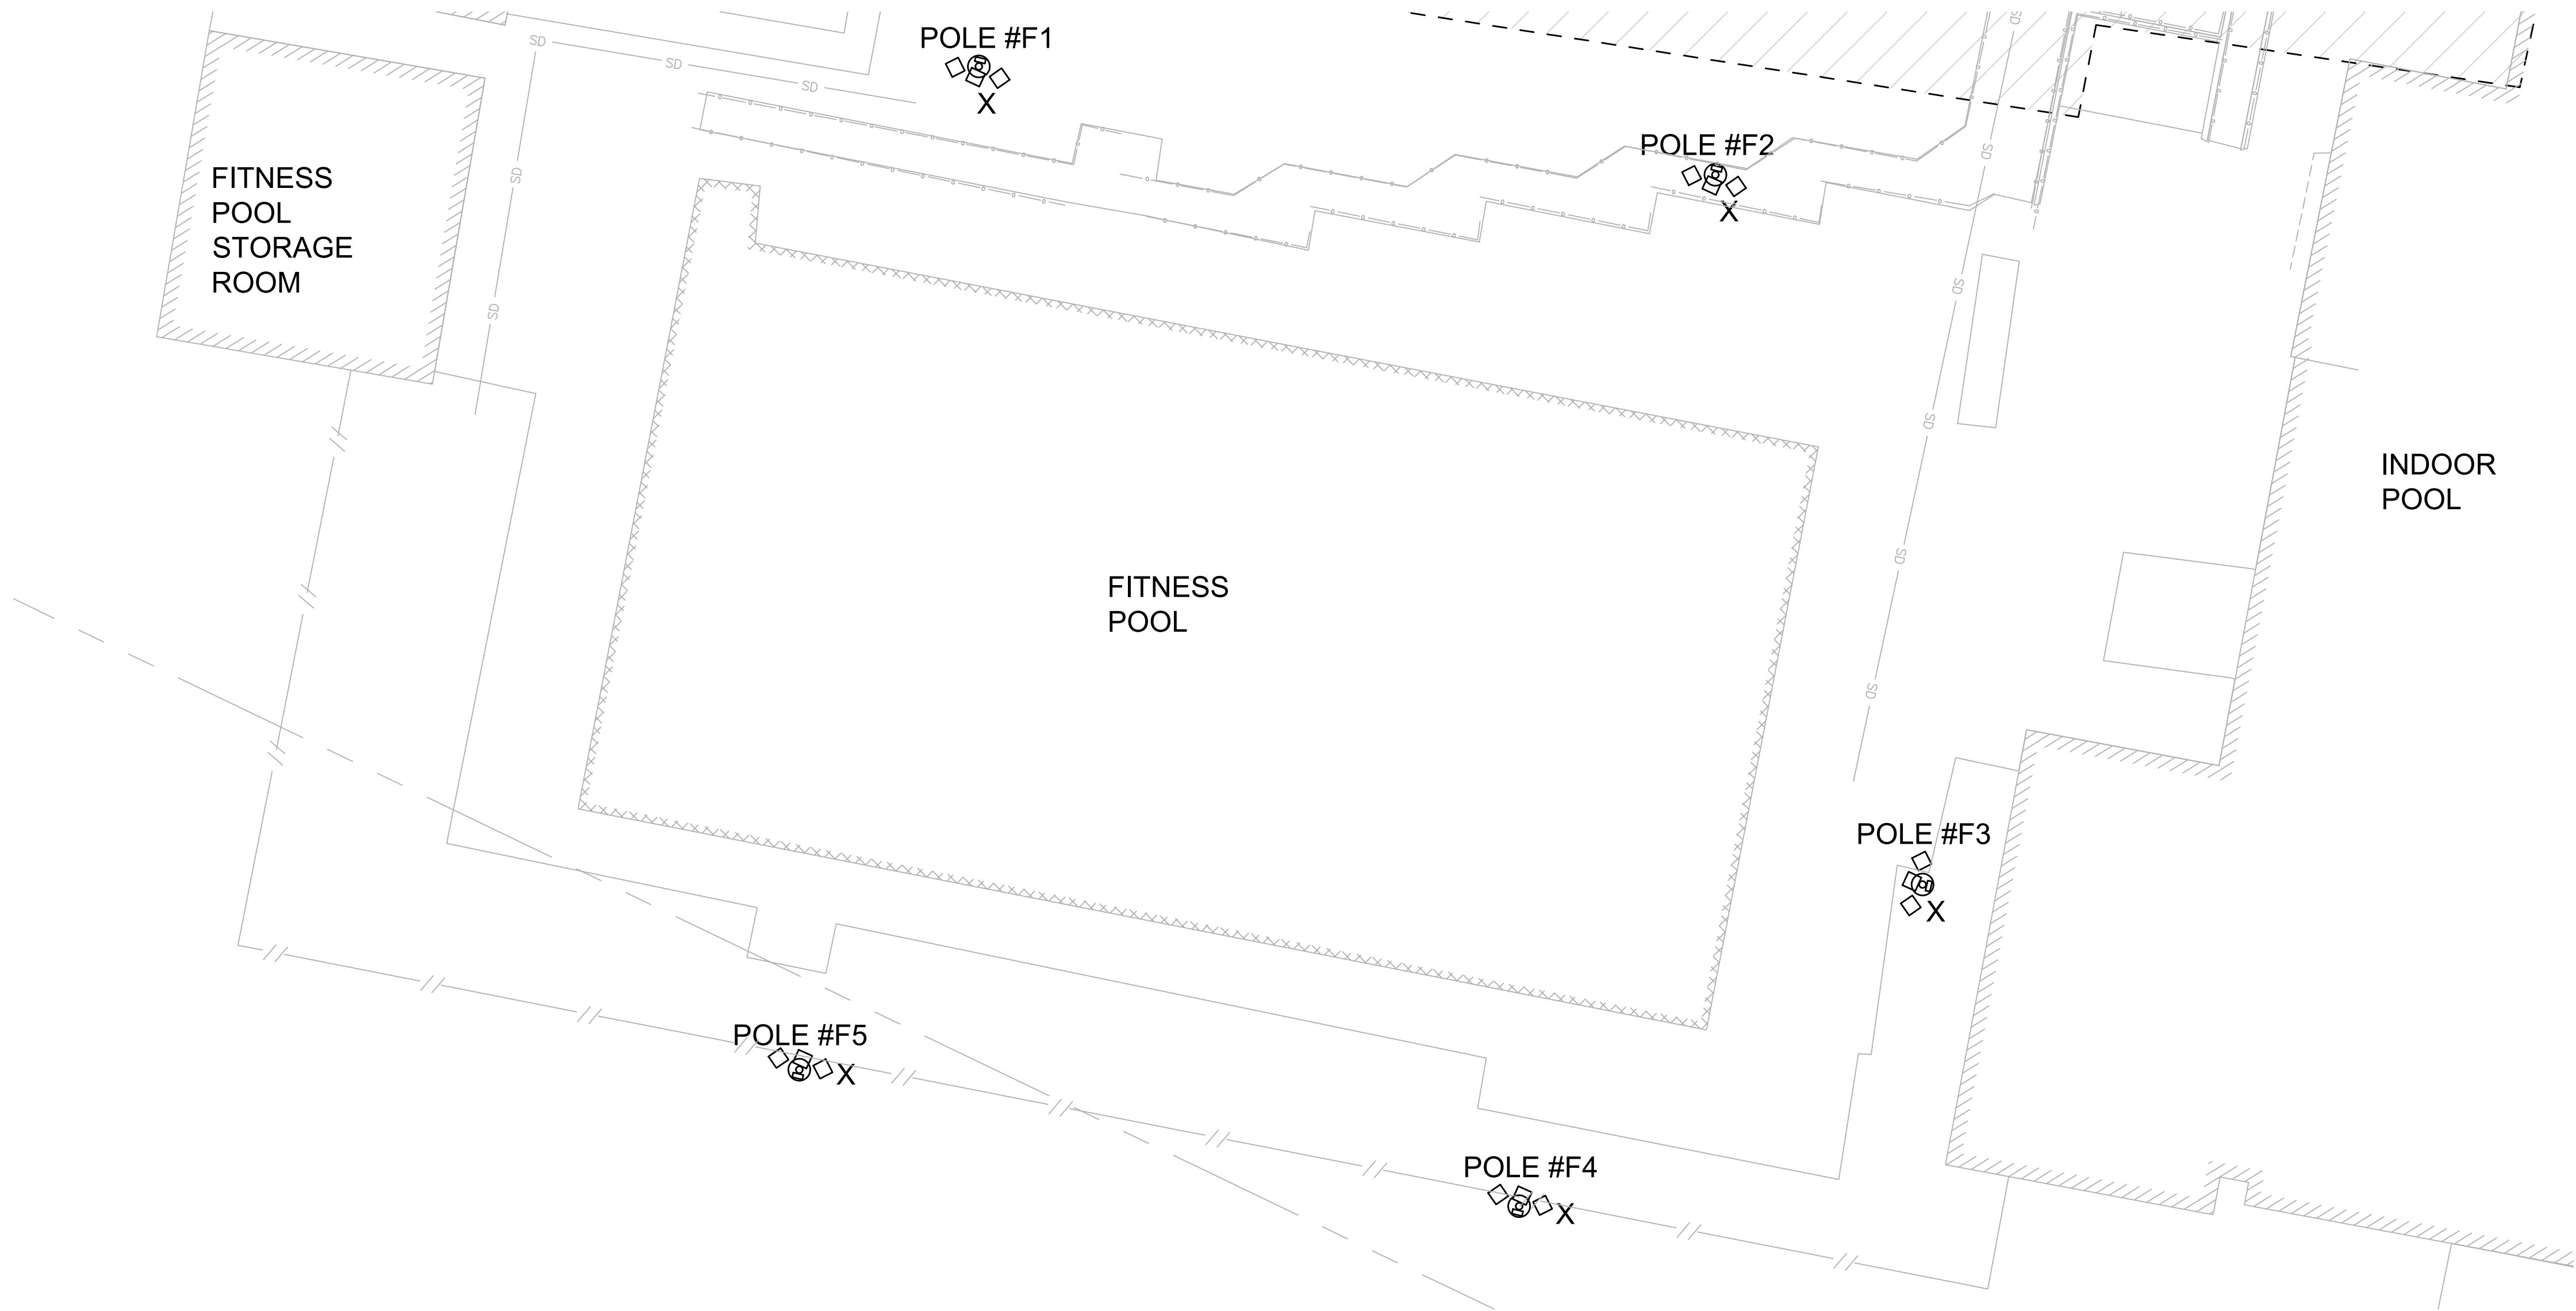 POLE #F1
X
SD
SD
SD
SD
SD
POLE #F2
X
SD
SD
SD
SD
SD
SD
FITNESS
POOL
STORAGE
ROOM
INDOOR
POOL
FITNESS
POOL
POLE #F3
X
POLE #F5
X
POLE #F4
X